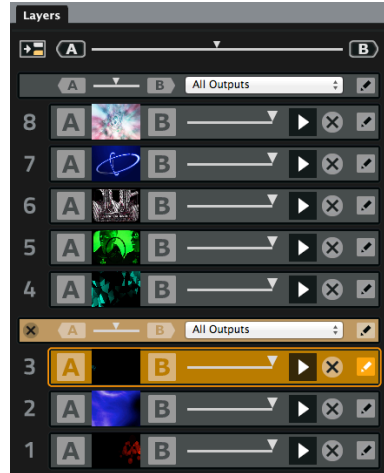 Layers
A B
A B All Outputs
8 A B
7 A B
6 A B
5 A B
4 A B
A B All Outputs
3 A B
2 A B
1 A B